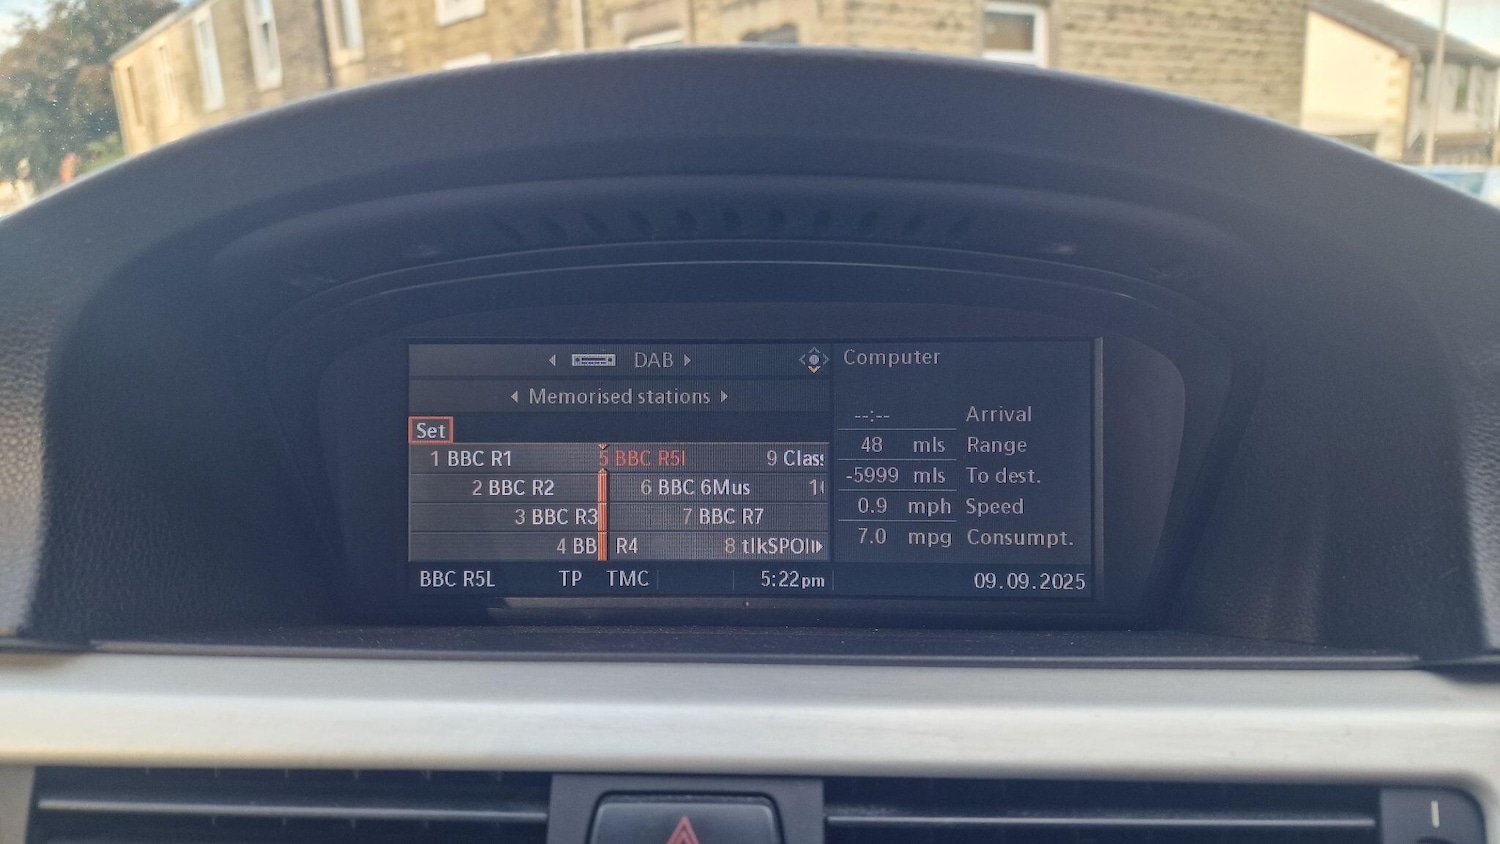 DAB
Memorised stations
Set
1 BBC R1 5 BBC R5l 9 Clas
2 BBC R2 6 BBC 6Mus
3 BBC R3 7 BBC R7
4 BB R4 8 tlkSPO
BBC R5L TP TMC 5:22pm
Computer
--:-- Arrival
48 mls Range
-5999 mls To dest.
0.9 mph Speed
7.0 mpg Consumpt.
09.09.2025